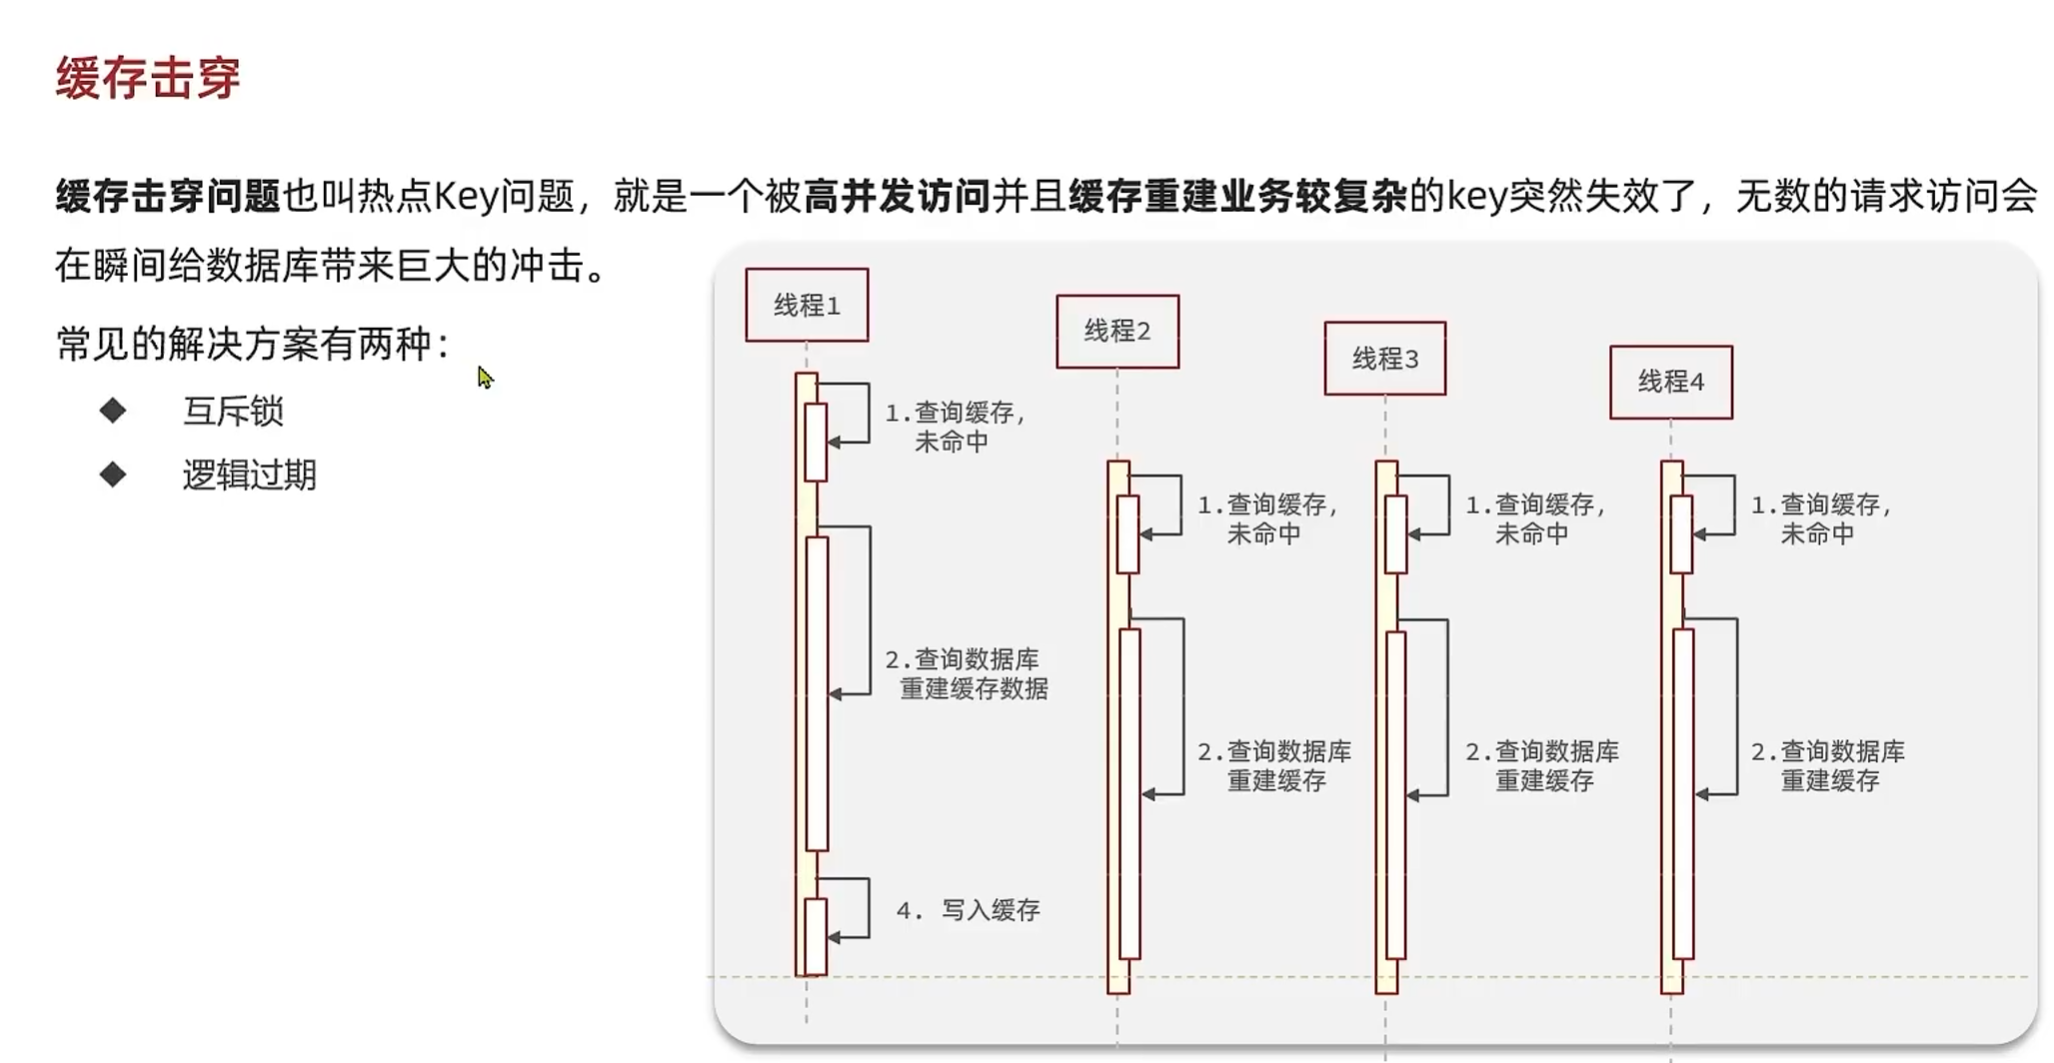 缓存击穿
缓存击穿问题也叫热点Key问题，就是一个被高并发访问并且缓存重建业务较复杂的key突然失效了，无数的请求访问会
在瞬间给数据库带来巨大的冲击。
常见的解决方案有两种：
◆ 互斥锁
◆ 逻辑过期
线程1
1.查询缓存，
未命中
2.查询数据库
重建缓存数据
4. 写入缓存
线程2
1.查询缓存，
未命中
2.查询数据库
重建缓存
线程3
1.查询缓存，
未命中
2.查询数据库
重建缓存
线程4
1.查询缓存，
未命中
2.查询数据库
重建缓存